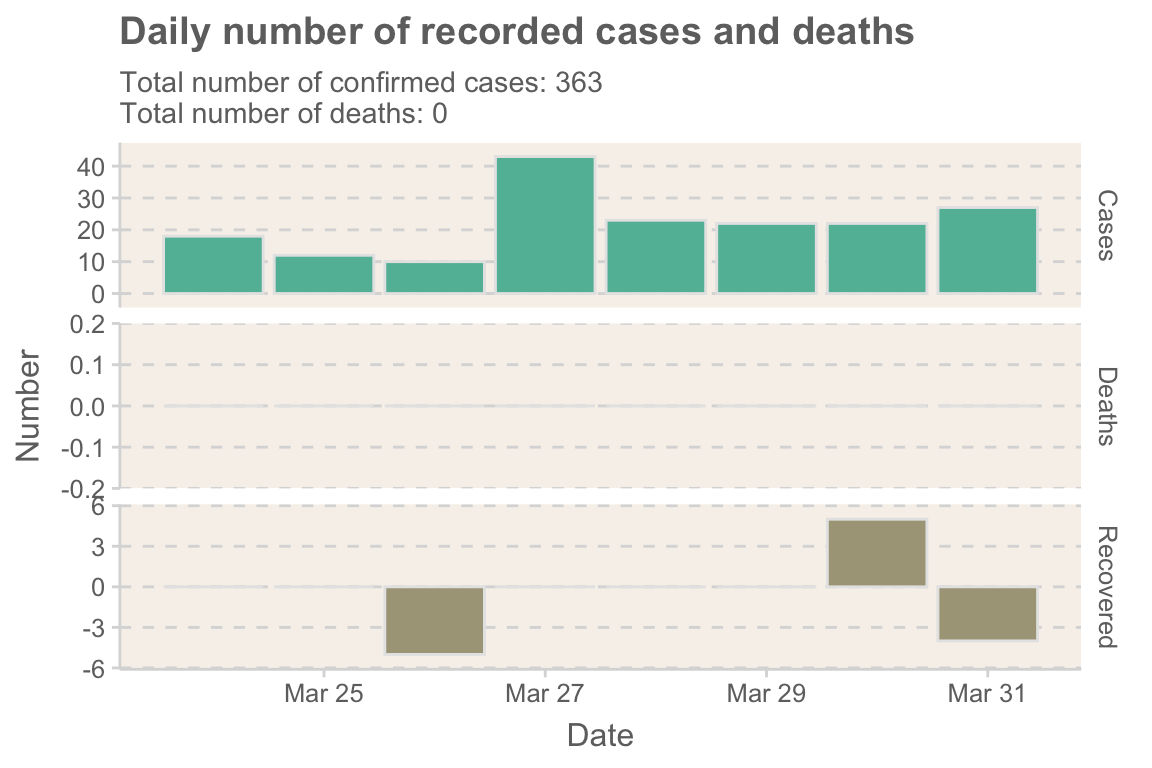 Daily number of recorded cases and deaths
Total number of confirmed cases: 363
Total number of deaths: 0
40
30
20
10
0
Cases
0.2
0.1
0.0
-0.1
-0.2
Deaths
6
3
0
-3
-6
Recovered
Number
Mar 25 Mar 27 Mar 29 Mar 31
Date